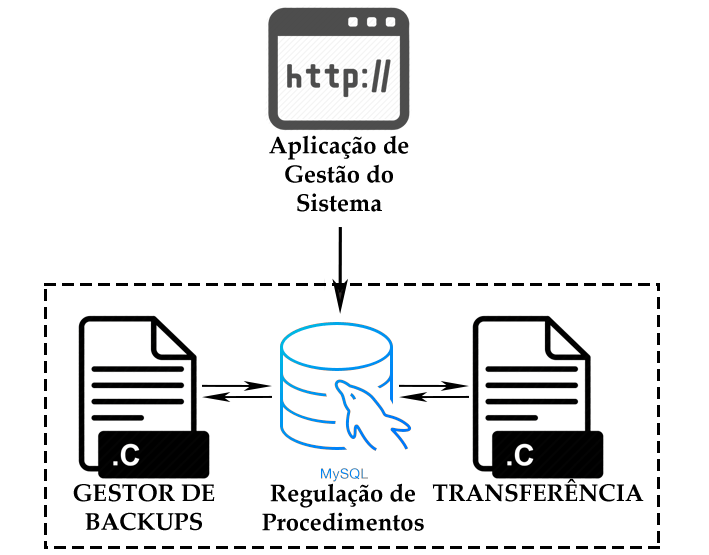 http://
Aplicação de
Gestão do
Sistema
.C
GESTOR DE
BACKUPS
MySQL
Regulação de
Procedimentos
.C
TRANSFERÊNCIA